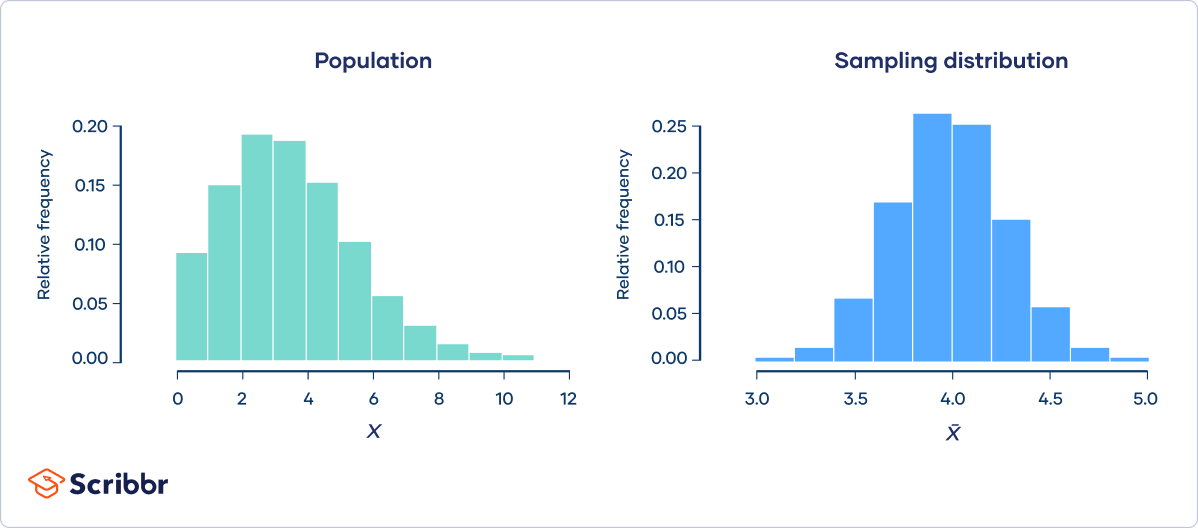 Population
Relative frequency
0.20
0.15
0.10
0.05
0.00
0 2 4 6 8 10 12
x
Sampling distribution
Relative frequency
0.25
0.20
0.15
0.10
0.05
0.00
3.0 3.5 4.0 4.5 5.0
x̄
Scribbr